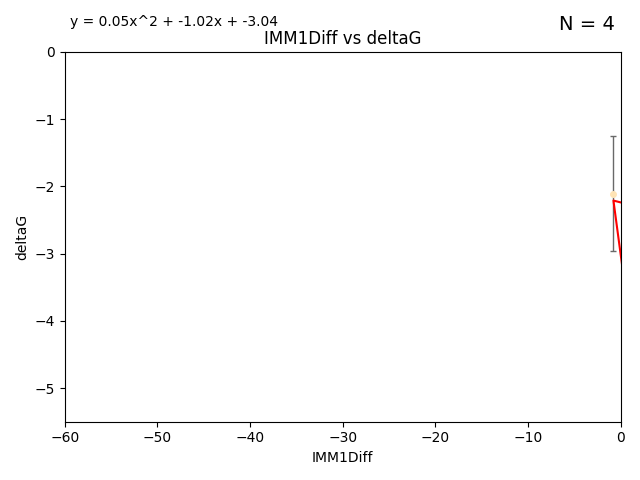 y = 0.05x^2 + -1.02x + -3.04
N = 4
IMM1Diff vs deltaG
0
−1
−2
−3
−4
−5
deltaG
−60 −50 −40 −30 −20 −10 0
IMM1Diff